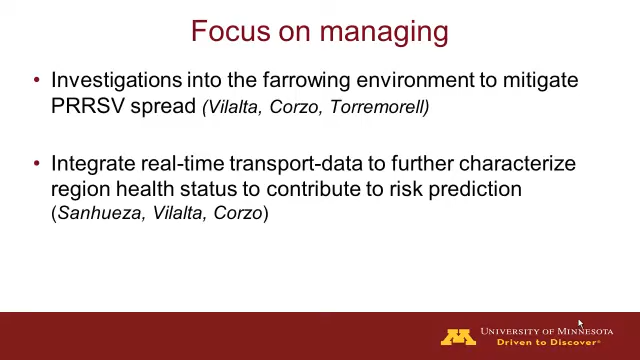 Focus on managing
• Investigations into the farrowing environment to mitigate
PRRSV spread (Vilalta, Corzo, Torremorell)
• Integrate real-time transport-data to further characterize
region health status to contribute to risk prediction
(Sanhueza, Vilalta, Corzo)
M
UNIVERSITY OF MINNESOTA
Driven to Discover®